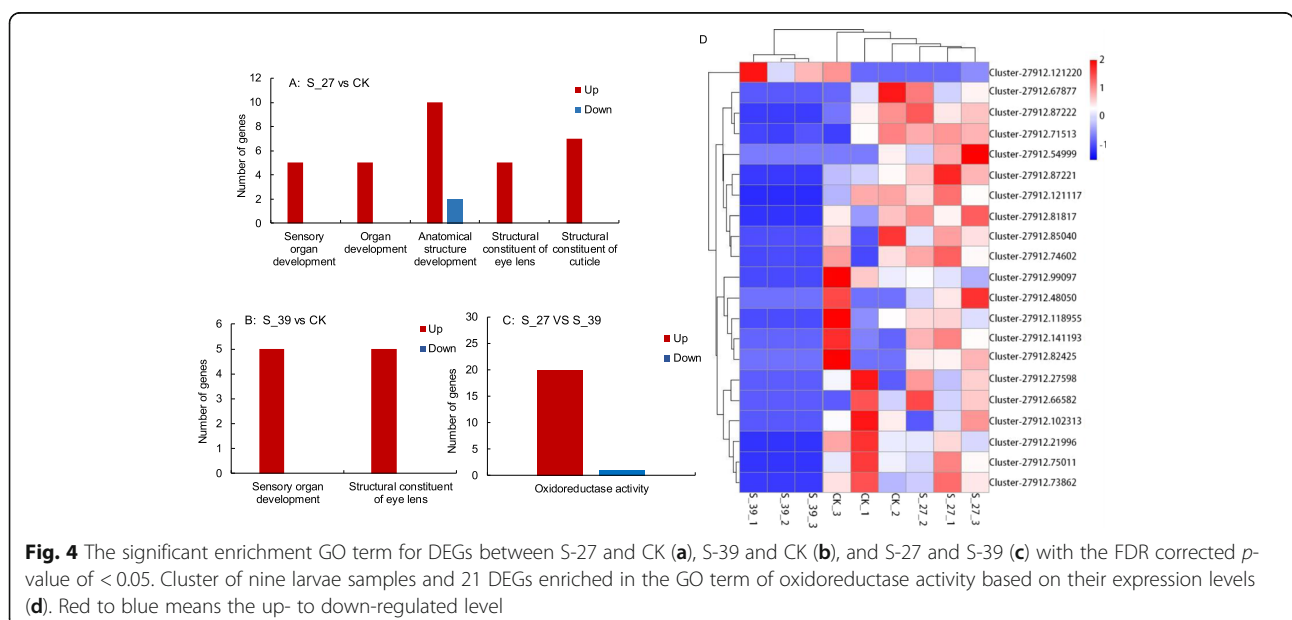 A: S_27 vs CK
Number of genes
12
10
8
6
4
2
0
Up
Down
Sensory
organ
development
Organ
development
Anatomical
structure
development
Structural
constituent of
eye lens
Structural
constituent of
cuticle
B: S_39 vs CK
Number of genes
6
5
4
3
2
1
0
Up
Down
Sensory organ
development
Structural constituent
of eye lens
C: S_27 VS S_39
Number of genes
30
25
20
15
10
5
0
Up
Down
Oxidoreductase activity
D
Cluster-27912.121220
Cluster-27912.67877
Cluster-27912.87222
Cluster-27912.71513
Cluster-27912.54999
Cluster-27912.87221
Cluster-27912.121117
Cluster-27912.81817
Cluster-27912.85040
Cluster-27912.74602
Cluster-27912.99097
Cluster-27912.48050
Cluster-27912.118955
Cluster-27912.141193
Cluster-27912.82425
Cluster-27912.27598
Cluster-27912.66582
Cluster-27912.102313
Cluster-27912.21996
Cluster-27912.75011
Cluster-27912.73862
S_39_1
S_39_2
S_39_3
CK_3
CK_1
CK_2
S_27_2
S_27_1
S_27_3
2
1
0
-1
Fig. 4 The significant enrichment GO term for DEGs between S-27 and CK (a), S-39 and CK (b), and S-27 and S-39 (c) with the FDR corrected p-
value of < 0.05. Cluster of nine larvae samples and 21 DEGs enriched in the GO term of oxidoreductase activity based on their expression levels
(d). Red to blue means the up- to down-regulated level